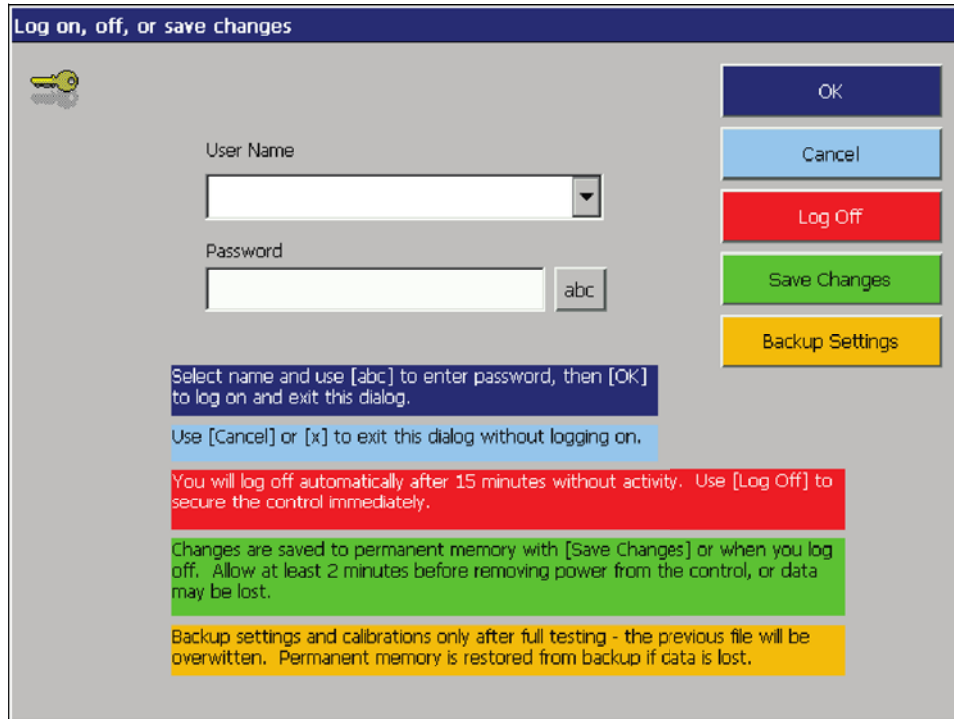 Log on, off, or save changes
OK
User Name
Cancel
Log Off
Password
abc
Save Changes
Backup Settings
Select name and use [abc] to enter password, then [OK]
to log on and exit this dialog.
Use [Cancel] or [x] to exit this dialog without logging on.
You will log off automatically after 15 minutes without activity. Use [Log Off] to
secure the control immediately.
Changes are saved to permanent memory with [Save Changes] or when you log
off. Allow at least 2 minutes before removing power from the control, or data
may be lost.
Backup settings and calibrations only after full testing - the previous file will be
overwitten. Permanent memory is restored from backup if data is lost.